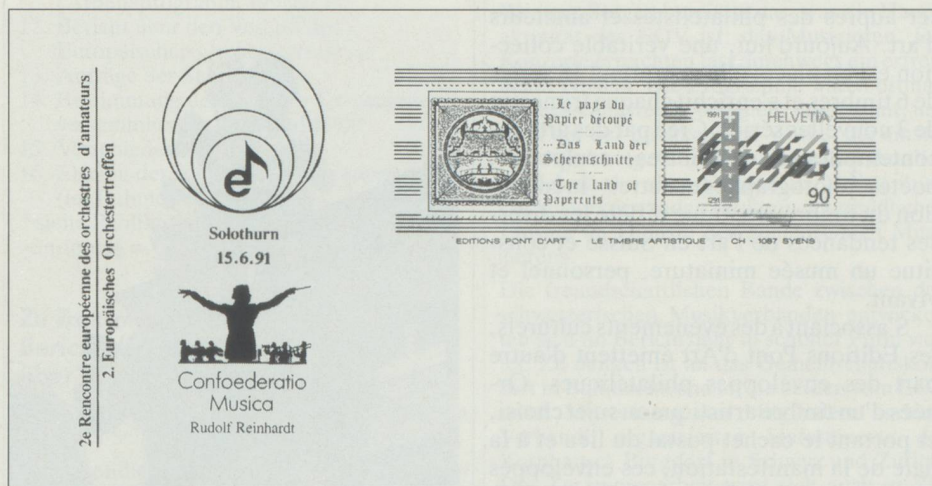 2e Rencontre européenne des orchestres d'amateurs
2. Europäisches Orchestertreffen
Solothurn
15.6.91
Confoederatio
Musica
Rudolf Reinhardt
...Le pays du
Papier découpé
...Das Land der
Scherenschnitte
...The land of
Papercuts
1991
HELVETIA
1291
90
EDITIONS PONT D'ART - LE TIMBRE ARTISTIQUE - CH - 1087 SYENS